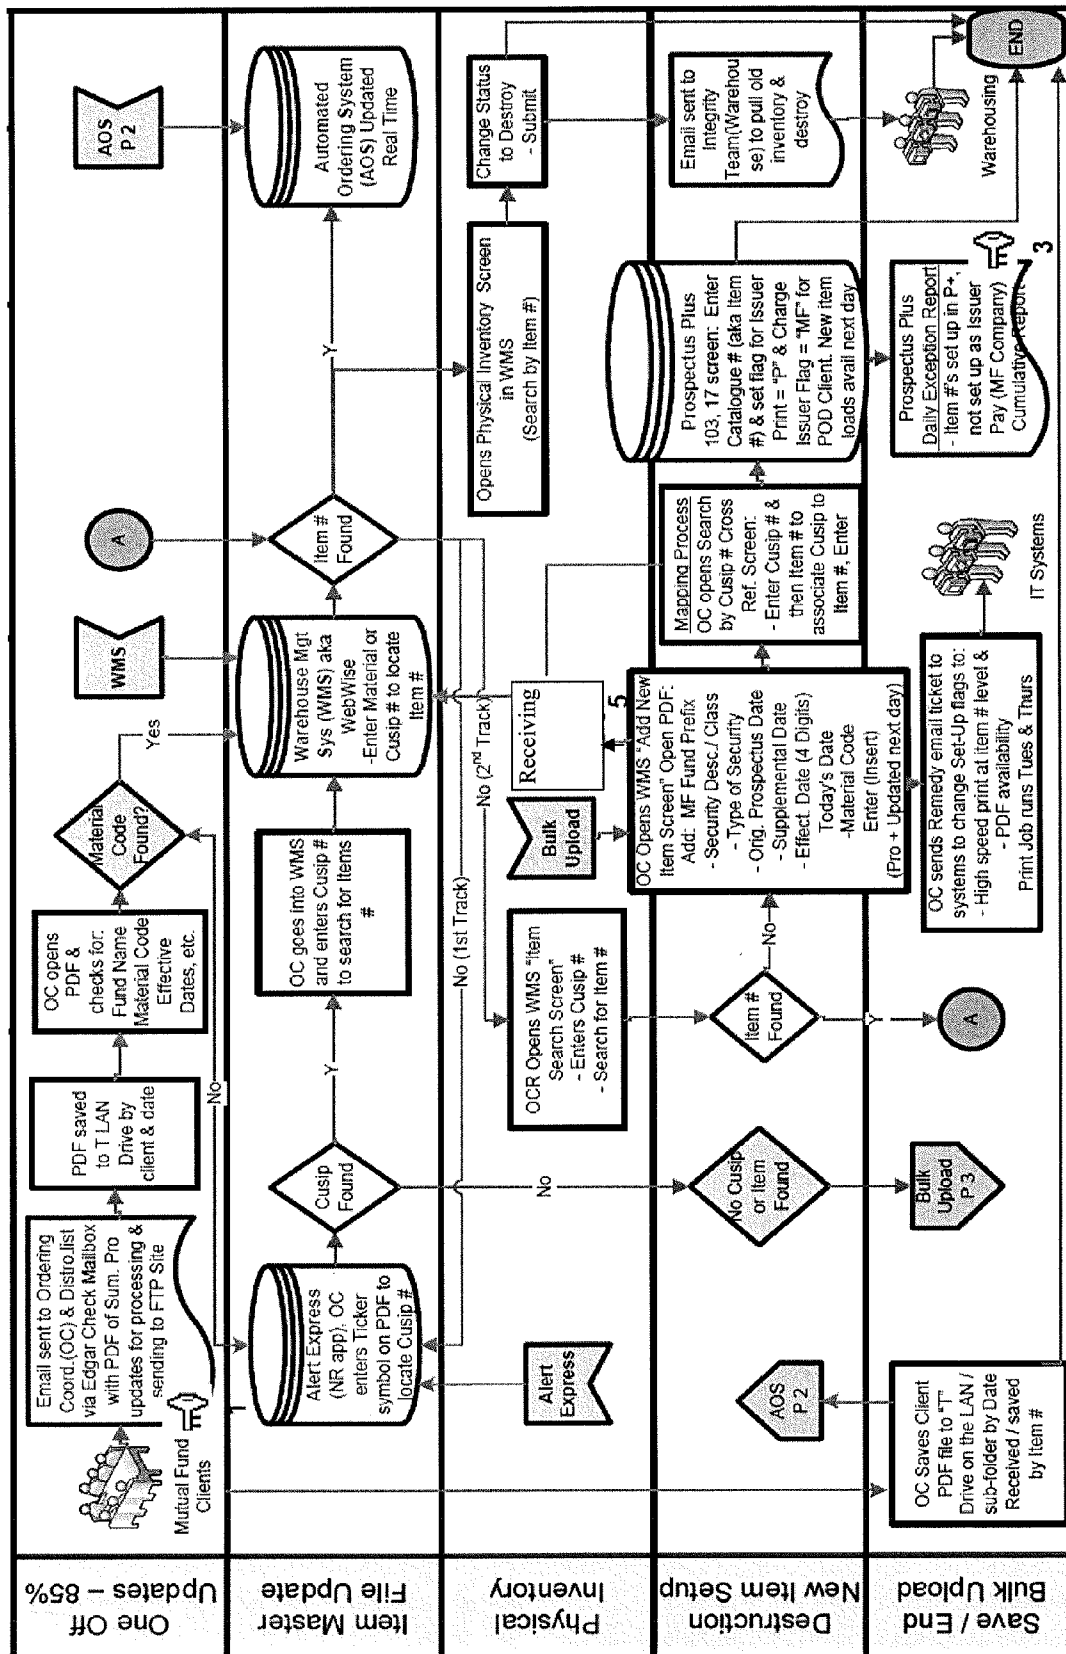 One Off
Updates – 85%
Mutual Fund
Clients
Email sent to Ordering
Coord.(OC) & Distro.list
via Edgar Check Mailbox
with PDF of Sum. Pro
updates for processing &
sending to FTP Site
PDF saved
to T LAN
Drive by
client & date
OC opens
PDF &
checks for:
Fund Name
Material Code
Effective
Dates, etc.
Material
Code
Found?
Yes
No
WMS
A
AOS
P 2
Item Master
File Update
Alert Express
(NR app). OC
enters Ticker
symbol on PDF to
locate Cusip #
Cusip
Found
Y
No
OC goes into WMS
and enters Cusip #
to search for Items
#
Warehouse Mgt
Sys (WMS) aka
WebWise
-Enter Material or
Cusip # to locate
Item #
Item #
Found
Y
No (1st Track)
No (2nd Track)
Automated
Ordering System
(AOS) Updated
Real Time
Physical
Inventory
Alert
Express
OCR Opens WMS "Item
Search Screen"
- Enters Cusip #
- Search for Item #
Bulk
Upload
Receiving
5
Opens Physical Inventory Screen
in WMS
(Search by Item #)
Change Status
to Destroy
- Submit
Destruction
New Item Setup
AOS
P 2
No Cusip
or Item
Found
Item #
Found
No
Y
OC Opens WMS "Add New
Item Screen" Open PDF:
Add: MF Fund Prefix
- Security Desc./ Class
- Type of Security
- Orig. Prospectus Date
- Supplemental Date
- Effect. Date (4 Digits)
Today's Date
-Material Code
Enter (Insert)
(Pro + Updated next day)
Mapping Process
OC opens Search
by Cusip # Cross
Ref. Screen:
- Enter Cusip # &
then Item # to
associate Cusip to
Item #, Enter
Prospectus Plus
103, 17 screen: Enter
Catalogue # (aka Item
#) & set flag for Issuer
Print = "P" & Charge
Issuer Flag = "MF" for
POD Client. New item
loads avail next day
Email sent to
Integrity
Team(Warehou
se) to pull old
inventory &
destroy
Save / End
Bulk Upload
OC Saves Client
PDF file to "T"
Drive on the LAN /
sub-folder by Date
Received / saved
by Item #
Bulk
Upload
P 3
A
OC sends Remedy email ticket to
systems to change Set-Up flags to:
- High speed print at item # level &
- PDF availability
Print Job runs Tues & Thurs
IT Systems
Prospectus Plus
Daily Exception Report
- Item #'s set up in P+,
not set up as Issuer
Pay (MF Company)
Cumulative Report
3
Warehousing
END